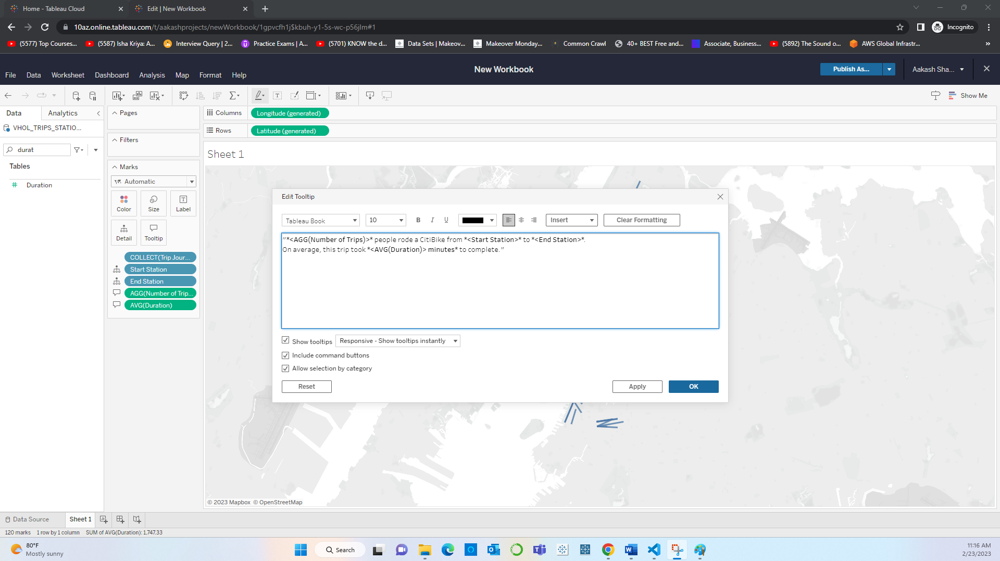 Home - Tableau Cloud
Edit | New Workbook
10az.online.tableau.com/t/aakashprojects/newWorkbook/1gpvcfh1j$kbuh-y1-5s-wc-p56jlm#1
Incognito
(5577) Top Courses...
(5587) Isha Kriya: A...
Interview Query | 2...
Practice Exams | A...
(5701) KNOW the d...
Data Sets | Makeov...
Makeover Monday...
Common Crawl
40+ BEST Free and...
Associate, Business...
(5892) The Sound o...
AWS Global Infrastr...
New Workbook
Publish As...
Aakash Sha...
File Data Worksheet Dashboard Analysis Map Format Help
Show Me
Data
Analytics
Pages
Columns
Longitude (generated)
VHOL_TRIPS_STATIO...
Rows
Latitude (generated)
Filters
durat
Sheet 1
Tables
Marks
Duration
Automatic
Color
Size
Label
Detail
Tooltip
COLLECT(Trip Jour...
Start Station
End Station
AGG(Number of Trip...
AVG(Duration)
Edit Tooltip
Tableau Book
10
B
I
U
Insert
Clear Formatting
"*<AGG(Number of Trips)>* people rode a CitiBike from *<Start Station>* to *<End Station>*.
On average, this trip took *<AVG(Duration)> minutes* to complete."
Show tooltips
Responsive - Show tooltips instantly
Include command buttons
Allow selection by category
Reset
Apply
OK
© 2023 Mapbox © OpenStreetMap
Data Source
Sheet 1
120 marks 1 row by 1 column SUM of AVG(Duration): 1,747.33
80°F
Mostly sunny
Search
11:16 AM
2/23/2023